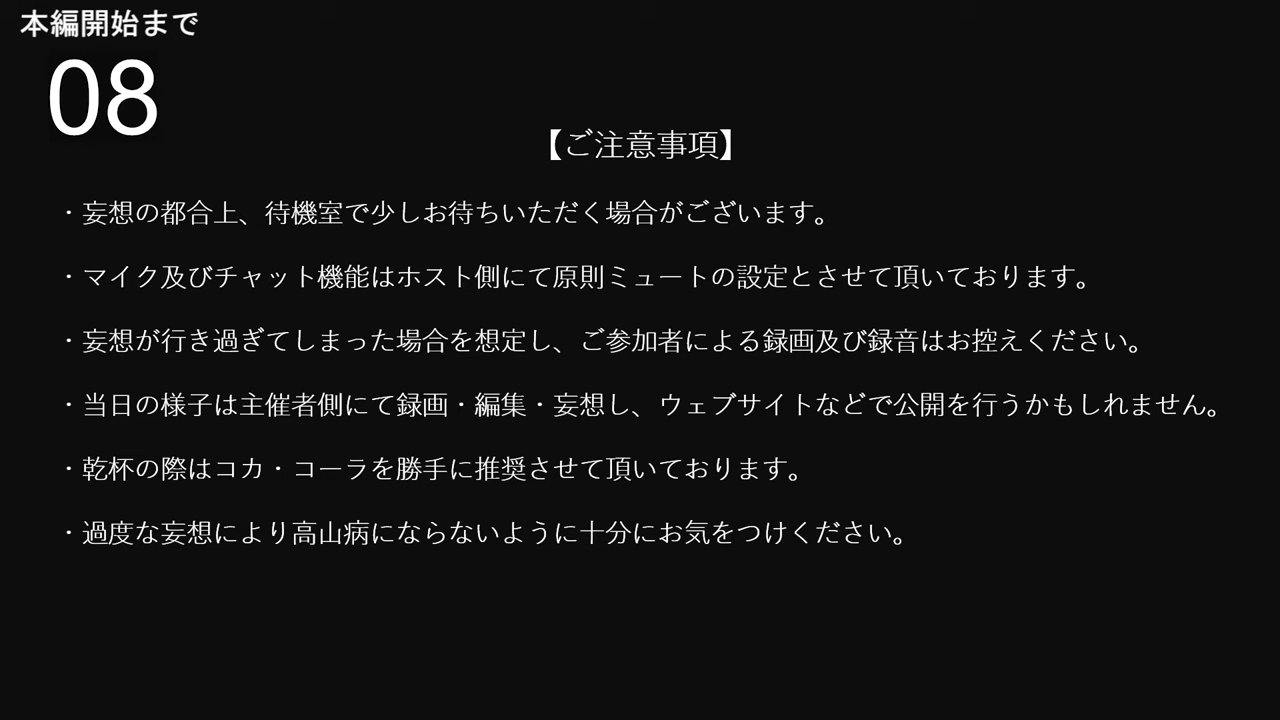 本編開始まで
08
【ご注意事項】
・妄想の都合上、待機室で少しお待ちいただく場合がございます。
・マイク及びチャット機能はホスト側にて原則ミュートの設定とさせて頂いております。
・妄想が行き過ぎてしまった場合を想定し、ご参加者による録画及び録音はお控えください。
・当日の様子は主催者側にて録画・編集・妄想し、ウェブサイトなどで公開を行うかもしれません。
・乾杯の際はコカ・コーラを勝手に推奨させて頂いております。
・過度な妄想により高山病にならないように十分にお気をつけください。